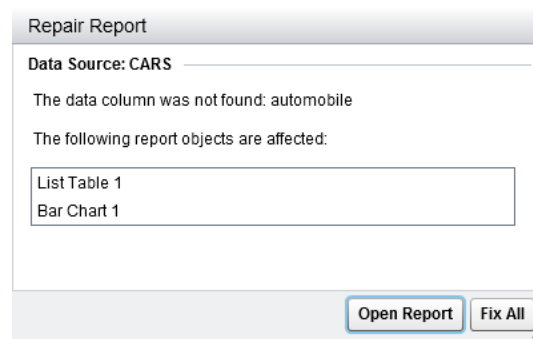 Repair Report
Data Source: CARS
The data column was not found: automobile
The following report objects are affected:
List Table 1
Bar Chart 1
Open Report
Fix All